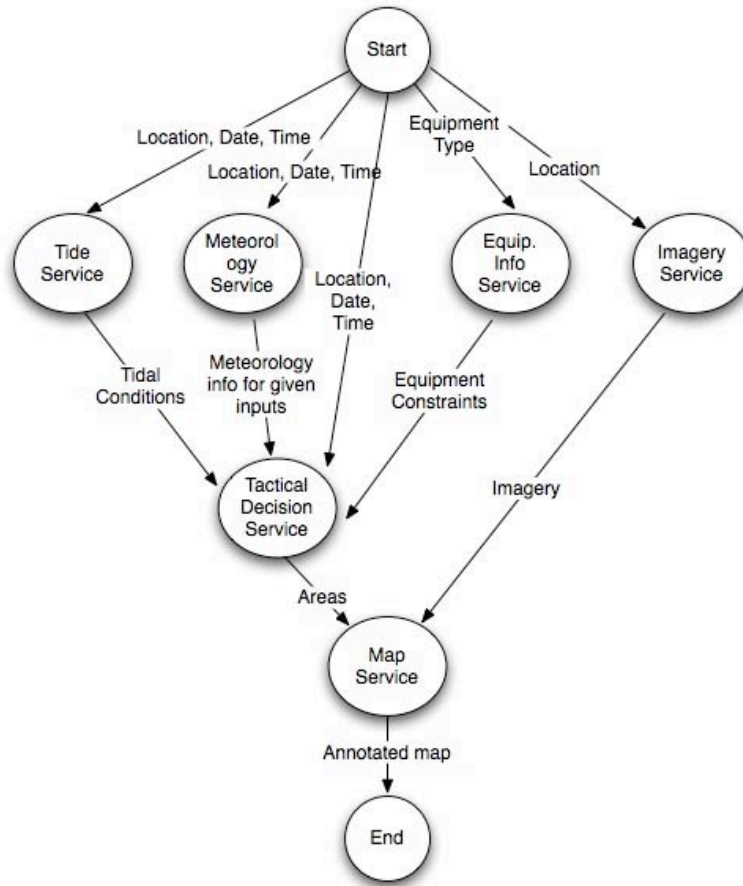 Start
Location, Date, Time
Equipment
Type
Location, Date, Time
Location
Tide
Service
Meteorol
ogy
Service
Equip.
Info
Service
Imagery
Service
Location,
Date,
Time
Tidal
Conditions
Meteorology
info for given
inputs
Equipment
Constraints
Tactical
Decision
Service
Imagery
Areas
Map
Service
Annotated map
End